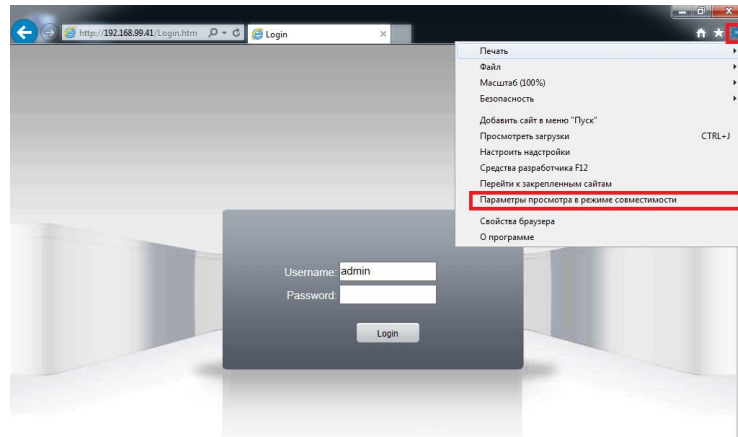 http://192.168.99.41/Login.htm
Login
Печать
Файл
Масштаб (100%)
Безопасность
Добавить сайт в меню "Пуск"
Просмотреть загрузки CTRL+J
Настроить надстройки
Средства разработчика F12
Перейти к закрепленным сайтам
Параметры просмотра в режиме совместимости
Свойства браузера
О программе
Username: admin
Password:
Login